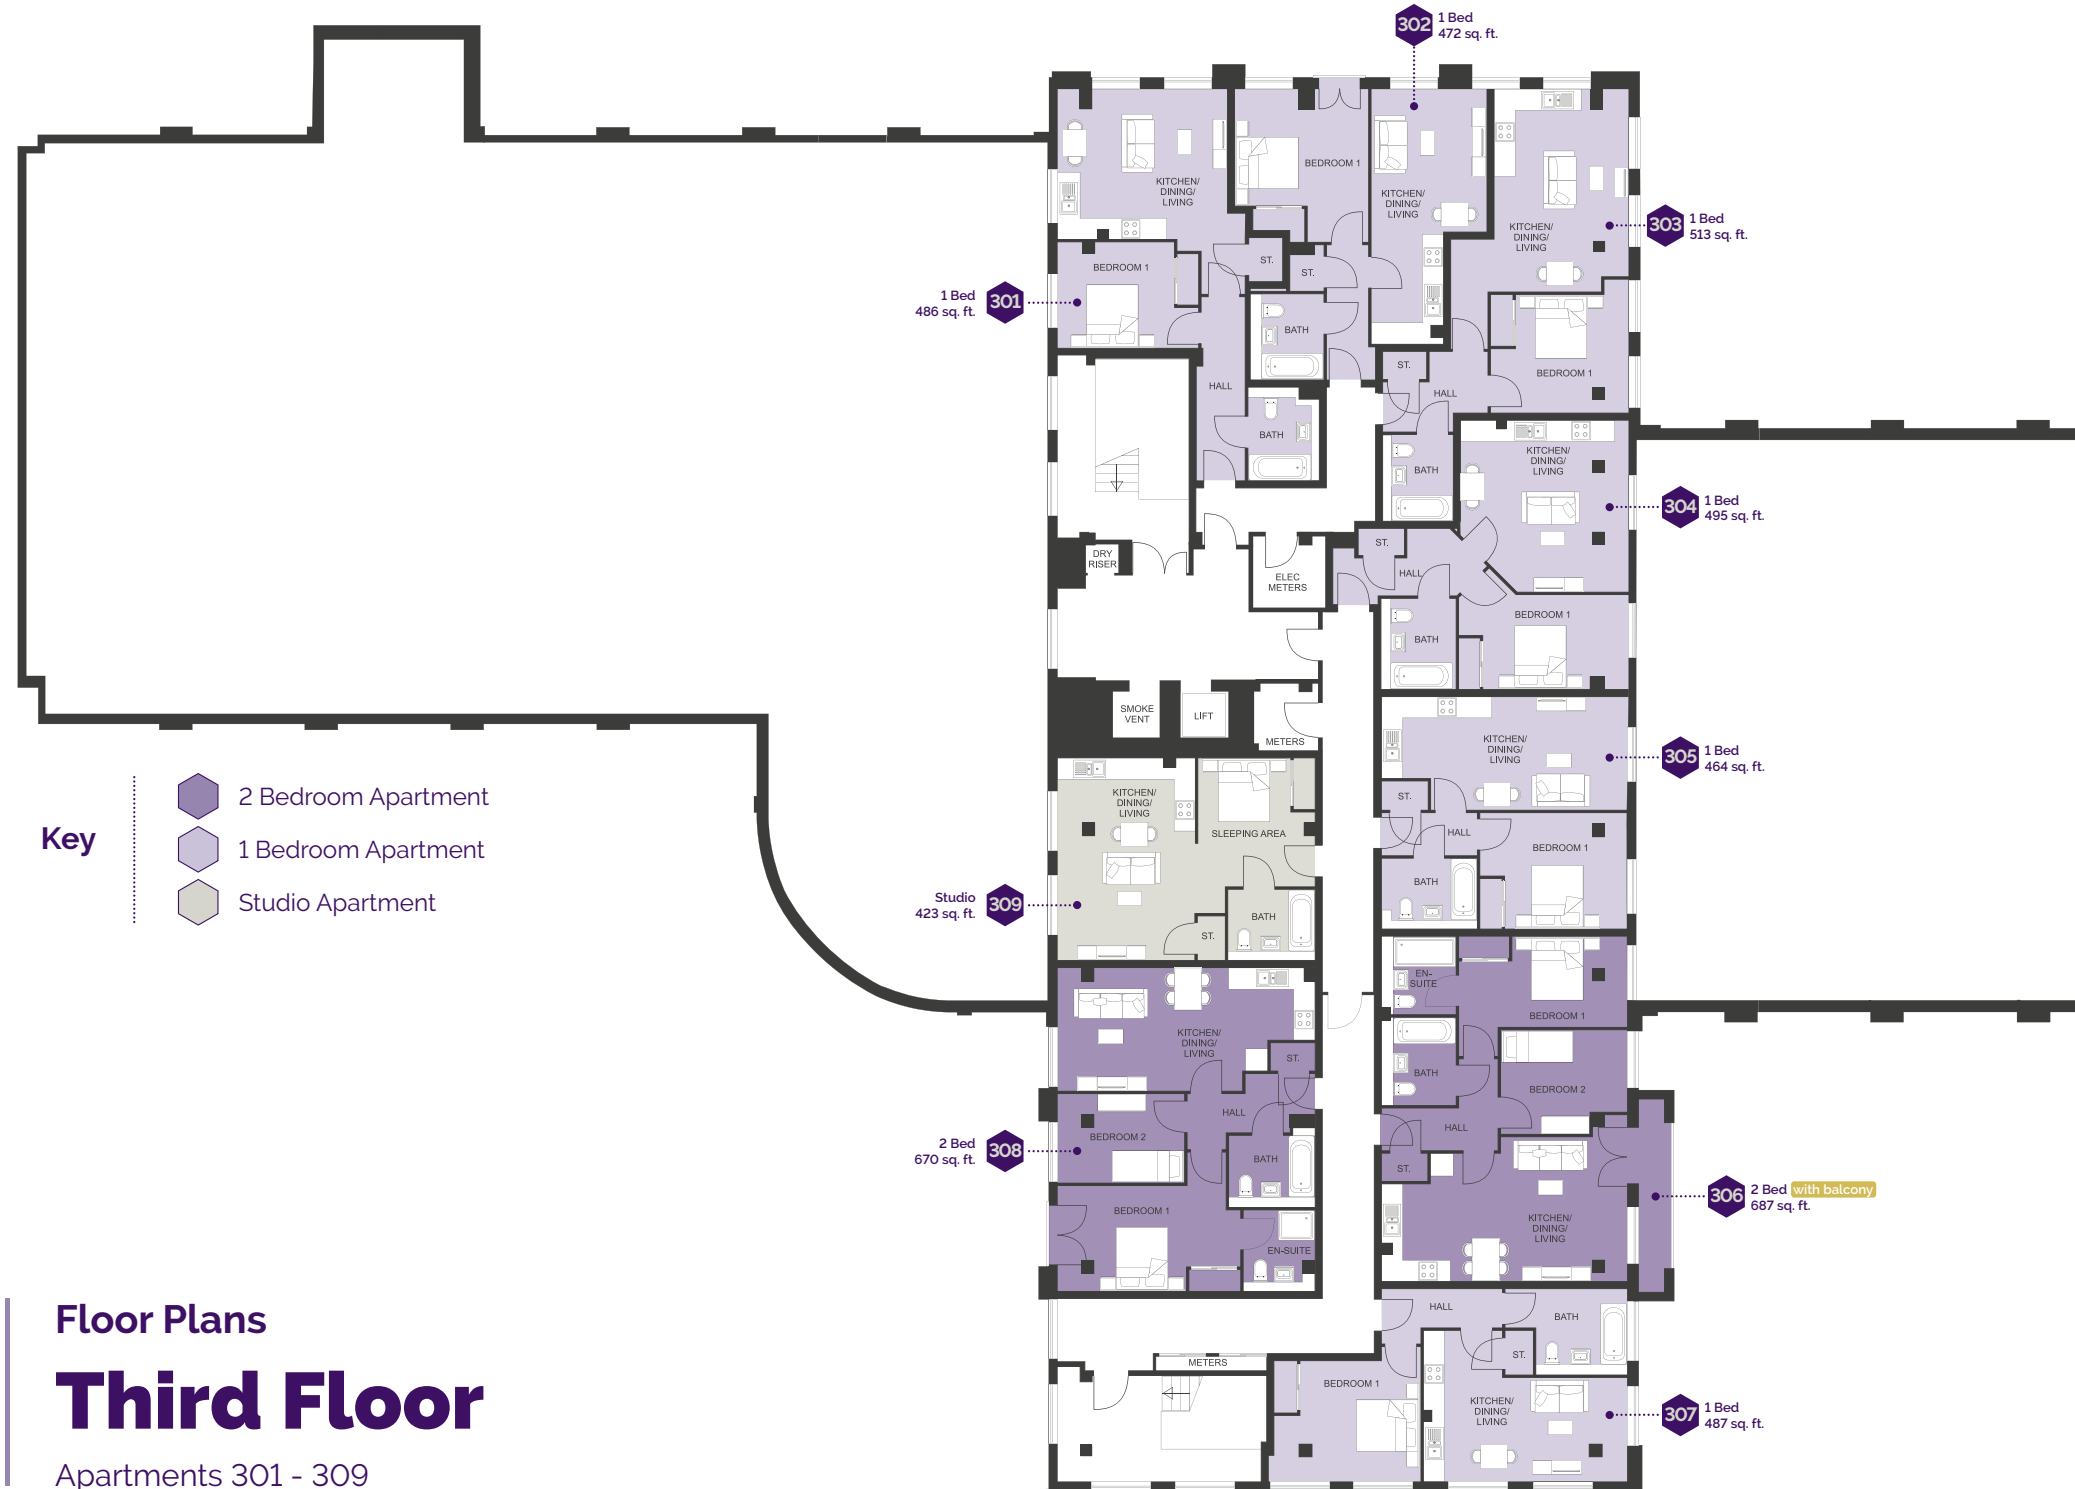 302
1 Bed
472 sq. ft.
KITCHEN/
DINING/
LIVING
BEDROOM 1
KITCHEN/
DINING/
LIVING
KITCHEN/
DINING/
LIVING
303
1 Bed
513 sq. ft.
BEDROOM 1
ST.
ST.
1 Bed
486 sq. ft.
301
BATH
ST.
BEDROOM 1
HALL
HALL
BATH
BATH
KITCHEN/
DINING/
LIVING
304
1 Bed
495 sq. ft.
DRY
RISER
ELEC
METERS
ST.
HALL
BATH
BEDROOM 1
SMOKE
VENT
LIFT
METERS
KITCHEN/
DINING/
LIVING
305
1 Bed
464 sq. ft.
Key
2 Bedroom Apartment
1 Bedroom Apartment
Studio Apartment
KITCHEN/
DINING/
LIVING
SLEEPING AREA
ST.
HALL
BEDROOM 1
BATH
Studio
423 sq. ft.
309
BATH
ST.
EN-
SUITE
BEDROOM 1
KITCHEN/
DINING/
LIVING
ST.
BATH
BEDROOM 2
HALL
HALL
2 Bed
670 sq. ft.
308
BEDROOM 2
BATH
ST.
306
2 Bed with balcony
687 sq. ft.
BEDROOM 1
EN-SUITE
KITCHEN/
DINING/
LIVING
HALL
BATH
METERS
ST.
BEDROOM 1
KITCHEN/
DINING/
LIVING
307
1 Bed
487 sq. ft.
Floor Plans
Third Floor
Apartments 301 - 309